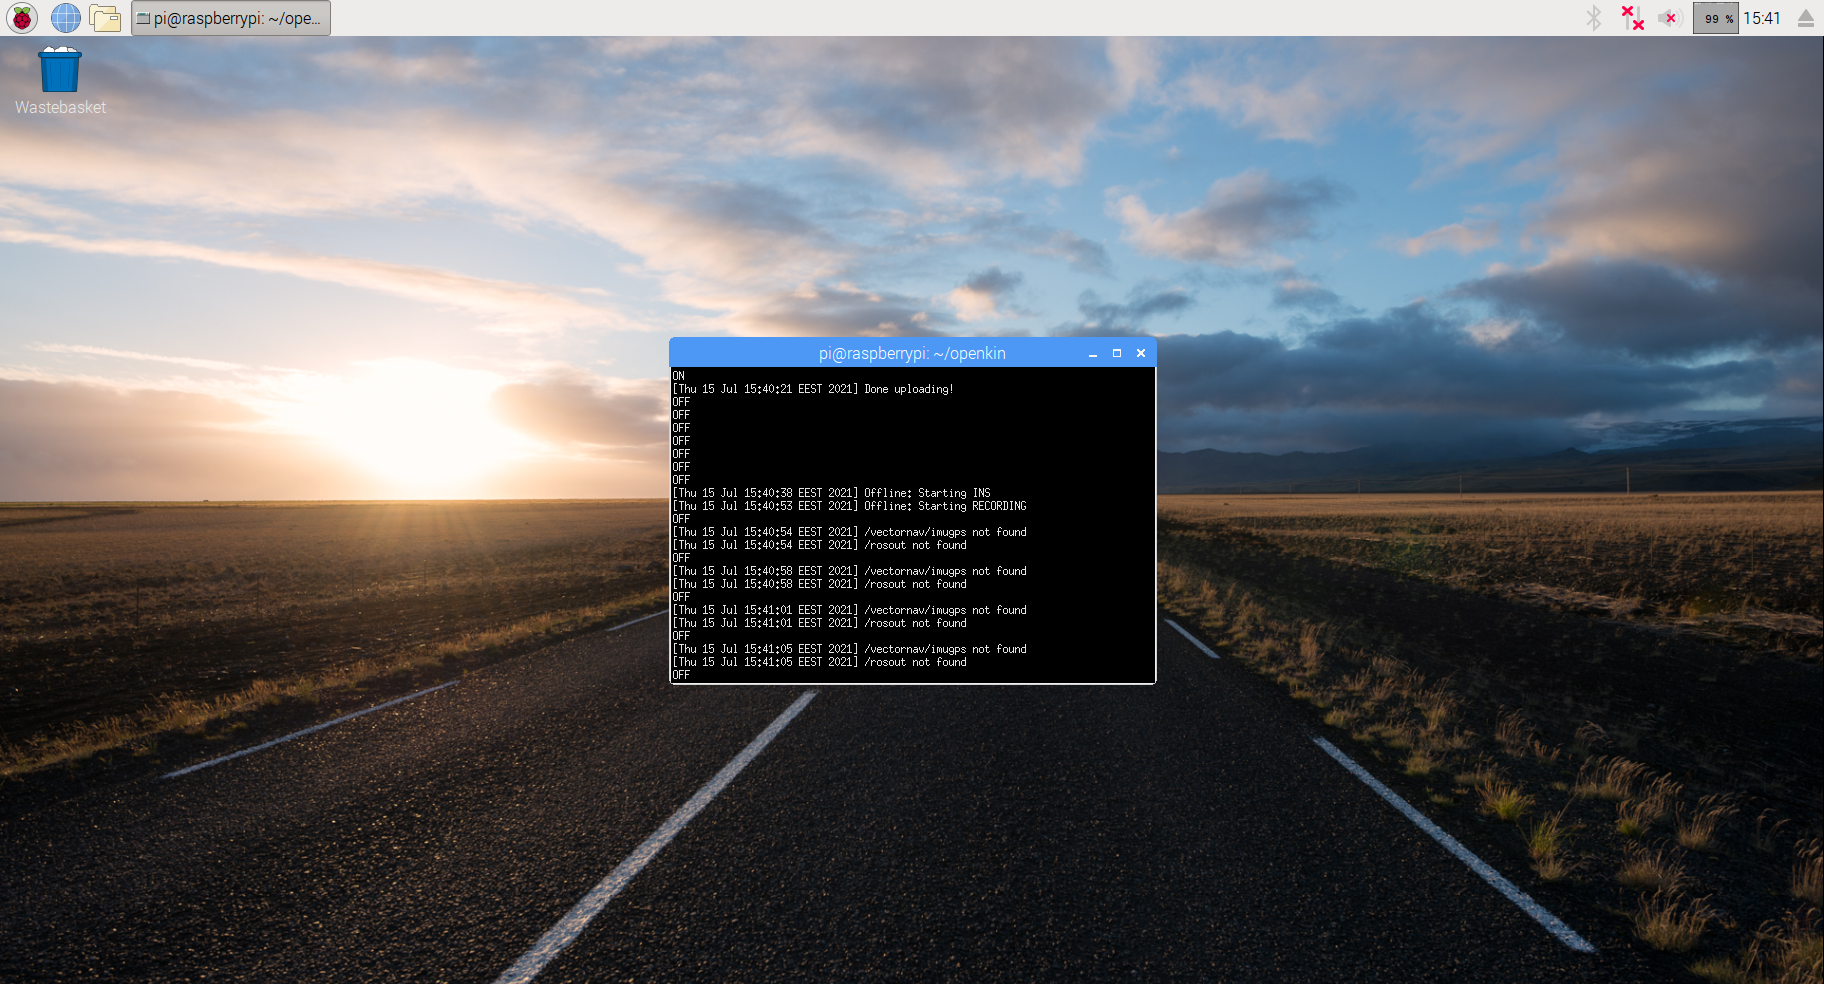 pi@raspberrypi: ~/ope...
99 %
15:41
Wastebasket
pi@raspberrypi: ~/openkin
ON
[Thu 15 Jul 15:40:21 EEST 2021] Done uploading!
OFF
OFF
OFF
OFF
OFF
OFF
OFF
[Thu 15 Jul 15:40:38 EEST 2021] Offline: Starting INS
[Thu 15 Jul 15:40:53 EEST 2021] Offline: Starting RECORDING
OFF
[Thu 15 Jul 15:40:54 EEST 2021] /vectornav/imugps not found
[Thu 15 Jul 15:40:54 EEST 2021] /rosout not found
OFF
[Thu 15 Jul 15:40:58 EEST 2021] /vectornav/imugps not found
[Thu 15 Jul 15:40:58 EEST 2021] /rosout not found
OFF
[Thu 15 Jul 15:41:01 EEST 2021] /vectornav/imugps not found
[Thu 15 Jul 15:41:01 EEST 2021] /rosout not found
OFF
[Thu 15 Jul 15:41:05 EEST 2021] /vectornav/imugps not found
[Thu 15 Jul 15:41:05 EEST 2021] /rosout not found
OFF